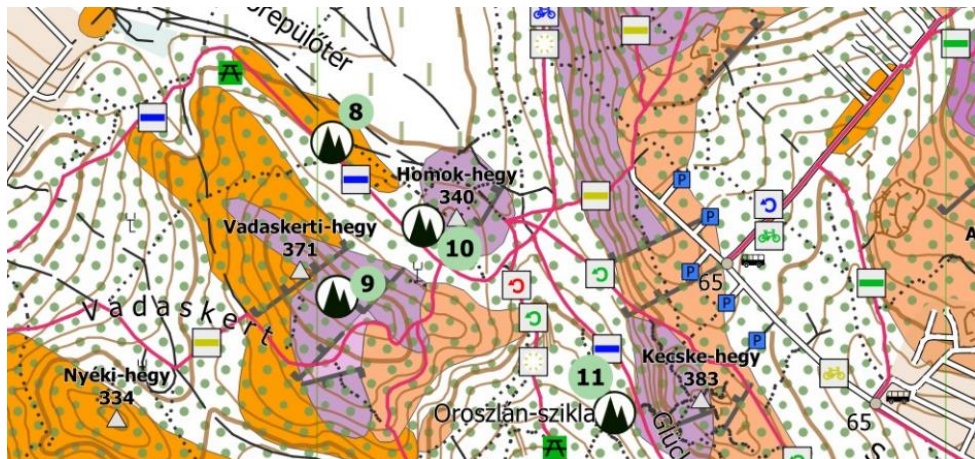 repülőtér
8
Homok-hegy
340
Vadaskerti-hegy
371
10
9
65
P
P
P
P
P
Vadaskert
Nyéki-hegy
334
Kecske-hegy
383
11
Oroszlán-szikla
65